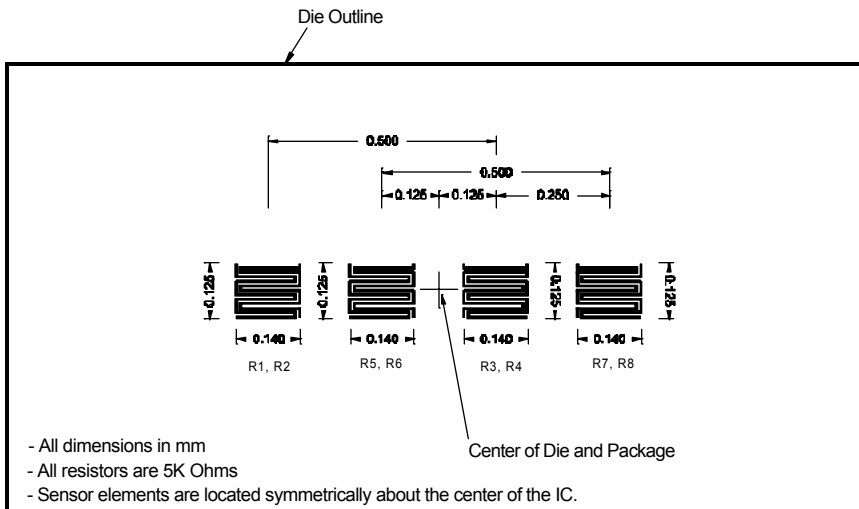 Die Outline
0.500
0.500
0.125 0.125 0.250
0.125 0.125 0.125 0.125
0.140 0.140 0.140 0.140
R1, R2 R5, R6 R3, R4 R7, R8
Center of Die and Package
- All dimensions in mm
- All resistors are 5K Ohms
- Sensor elements are located symmetrically about the center of the IC.